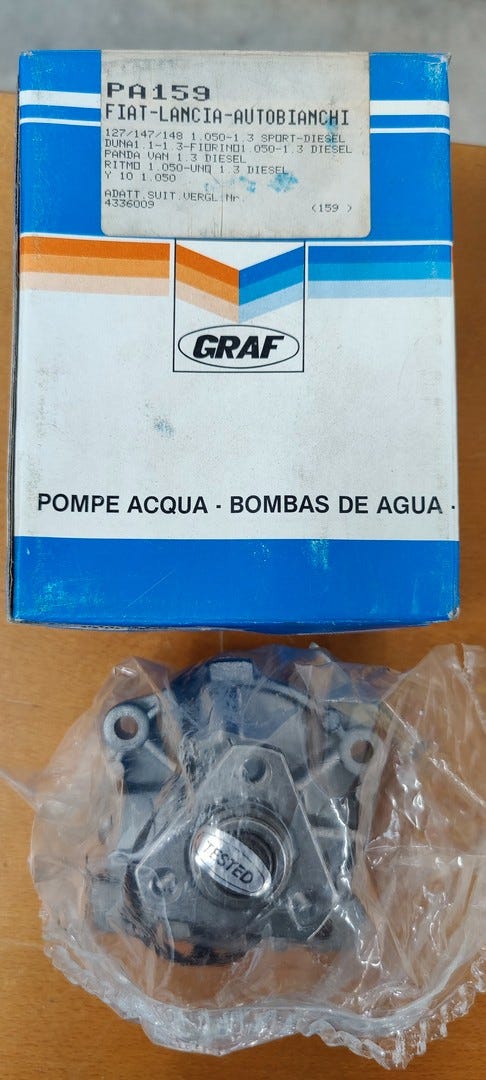 PA159
FIAT-LANCIA-AUTOBIANCHI
127/147/148 1.050-1.3 SPORT-DIESEL
DUNA1.1-1.3-FIORINO1.050-1.3 DIESEL
PANDA VAN 1.3 DIESEL
RITMO 1.050-UNO 1.3 DIESEL
Y 10 1.050
ADATT.SUIT.VERGL.Nr.
4336009 (159 )
GRAF
POMPE ACQUA - BOMBAS DE AGUA -
TESTED